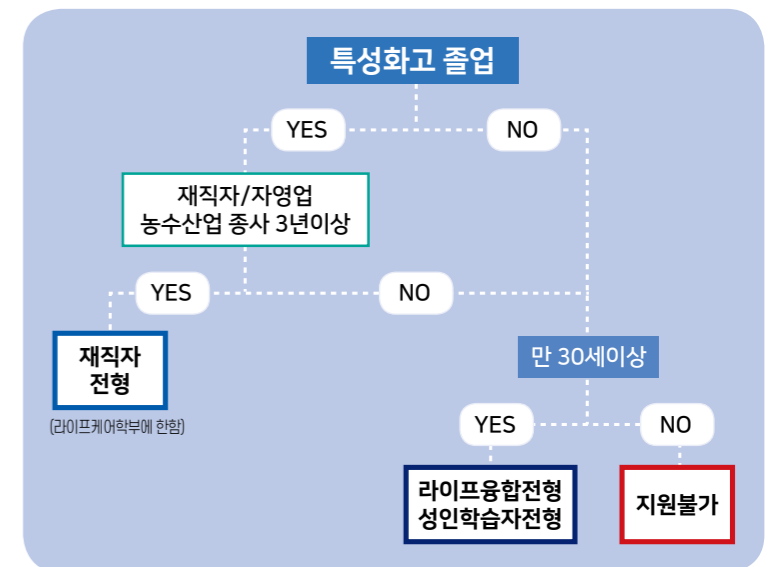 특성화고 졸업
YES
NO
재직자/자영업
농수산업 종사 3년이상
YES
NO
재직자
전형
(라이프케어학부에 한함)
만 30세이상
YES
NO
라이프융합전형
성인학습자전형
지원불가